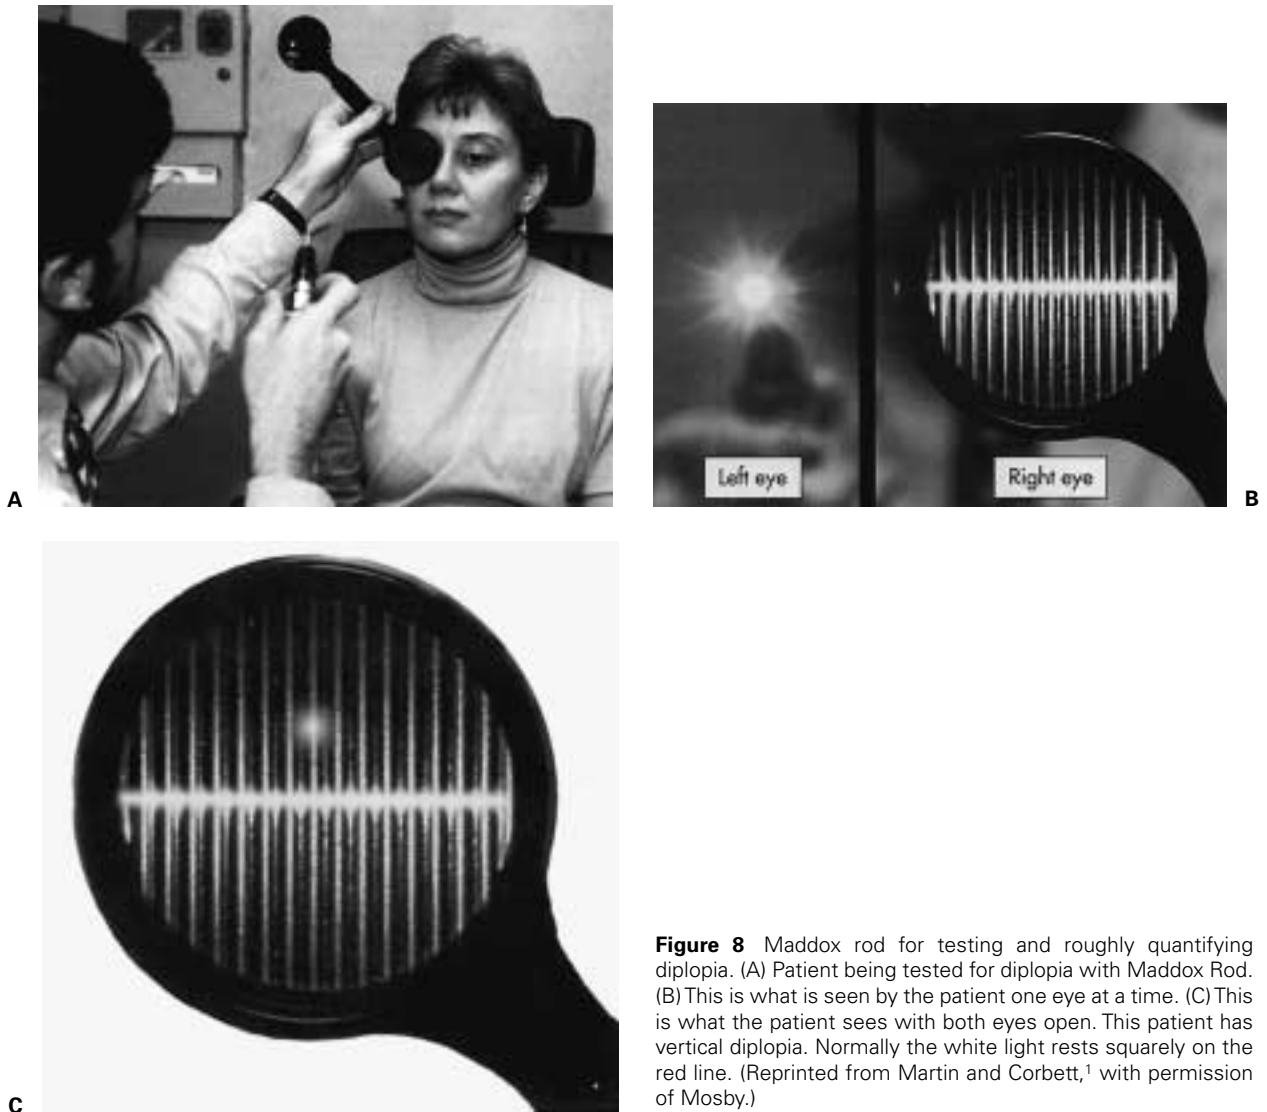 A
Left eye
Right eye
B
C
Figure 8 Maddox rod for testing and roughly quantifying
diplopia. (A) Patient being tested for diplopia with Maddox Rod.
(B) This is what is seen by the patient one eye at a time. (C) This
is what the patient sees with both eyes open. This patient has
vertical diplopia. Normally the white light rests squarely on the
red line. (Reprinted from Martin and Corbett,¹ with permission
of Mosby.)